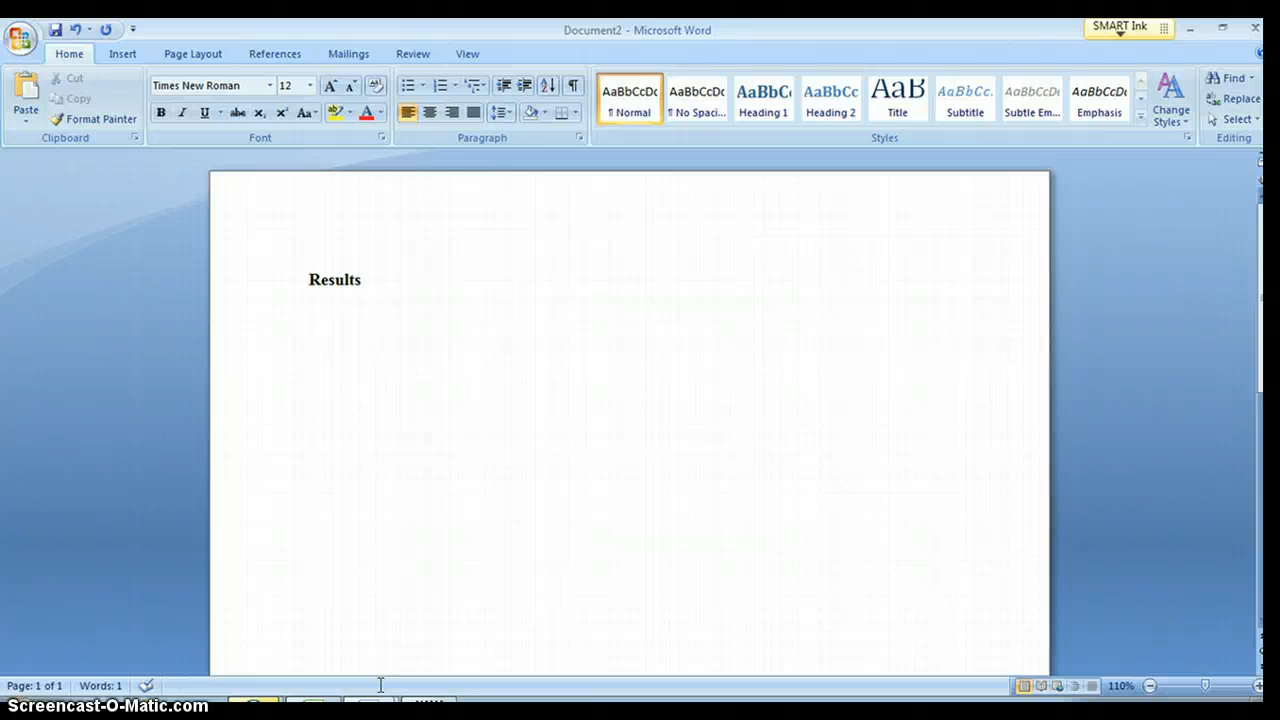 Document2 - Microsoft Word
SMART Ink
Home Insert Page Layout References Mailings Review View
Paste
Cut
Copy
Format Painter
Clipboard
Times New Roman 12
Font
Paragraph
AaBbCcDc AaBbCcDc AaBbC AaBbCc AaB AaBbCc. AaBbCcDc AaBbCcDc
¶ Normal ¶ No Spaci... Heading 1 Heading 2 Title Subtitle Subtle Em... Emphasis
Change Styles
Styles
Find
Replace
Select
Editing
Results
Page: 1 of 1 Words: 1 110%
Screencast-O-Matic.com